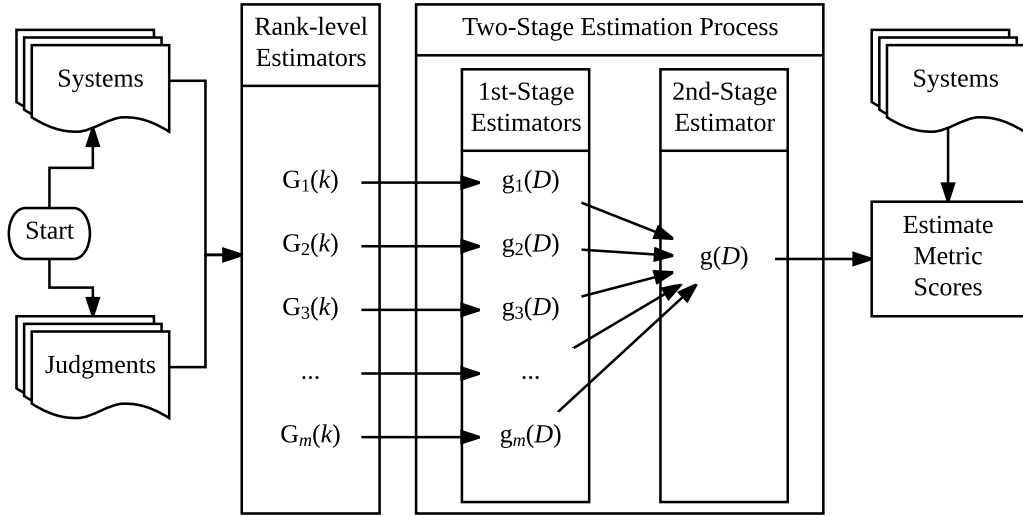 Systems
Start
Judgments
Rank-level
Estimators
G₁(k)
G₂(k)
G₃(k)
...
Gₘ(k)
Two-Stage Estimation Process
1st-Stage
Estimators
g₁(D)
g₂(D)
g₃(D)
...
gₘ(D)
2nd-Stage
Estimator
g(D)
Systems
Estimate
Metric
Scores